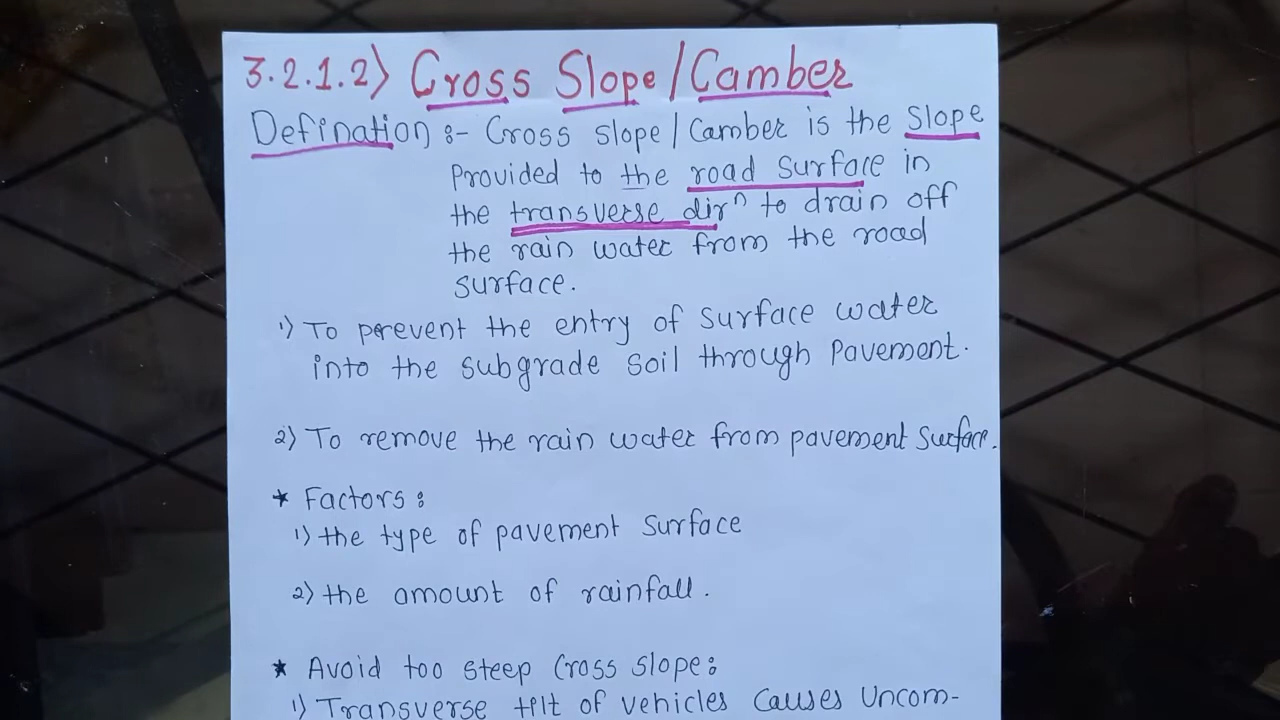 3.2.1.2) Cross Slope/Camber
Defination :- Cross slope/Camber is the Slope
Provided to the road surface in
the transverse dirⁿ to drain off
the rain water from the road
surface.
1) To prevent the entry of surface water
into the subgrade soil through Pavement.
2) To remove the rain water from pavement Surface.
* Factors :
1) the type of pavement surface
2) the amount of rainfall.
* Avoid too steep Cross slope:
1) Transverse tilt of vehicles causes Uncom-